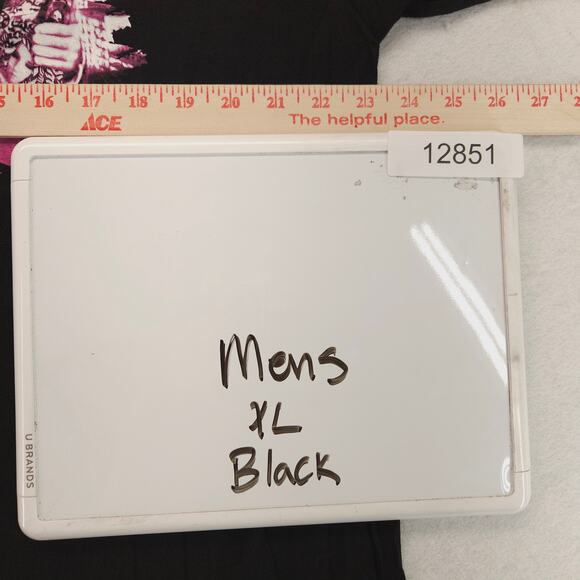 5 16 17 18 19 20 21 22 23 24 25 26 27
ACE The helpful place.
12851
Mens
XL
Black
U BRANDS